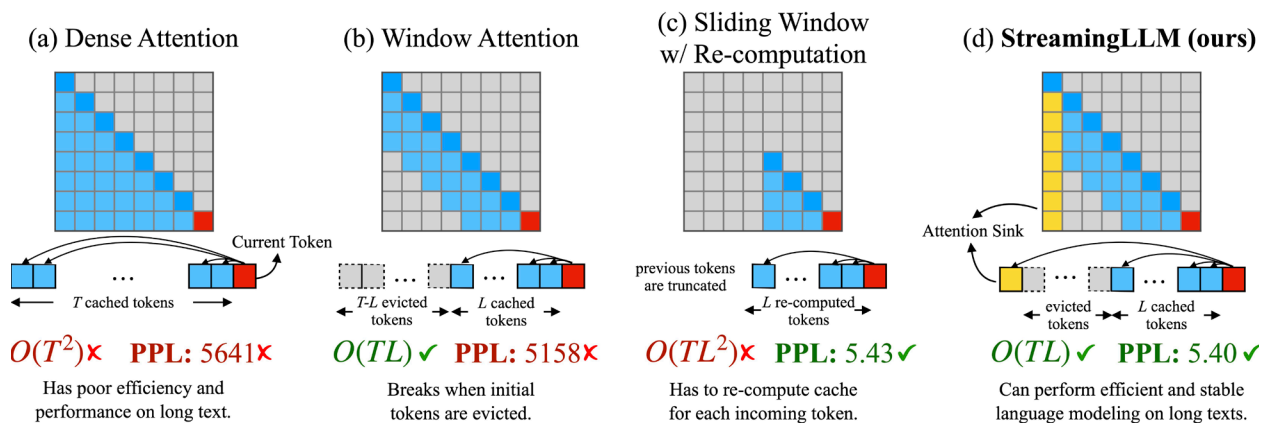 (a) Dense Attention
Current Token
...
T cached tokens
O(T²)✗ PPL: 5641✗
Has poor efficiency and
performance on long text.
(b) Window Attention
...
...
T-L evicted
tokens
L cached
tokens
O(TL)✓ PPL: 5158✗
Breaks when initial
tokens are evicted.
(c) Sliding Window
w/ Re-computation
previous tokens
are truncated
...
L re-computed
tokens
O(TL²)✗ PPL: 5.43✓
Has to re-compute cache
for each incoming token.
(d) StreamingLLM (ours)
Attention Sink
...
...
evicted
tokens
L cached
tokens
O(TL)✓ PPL: 5.40✓
Can perform efficient and stable
language modeling on long texts.